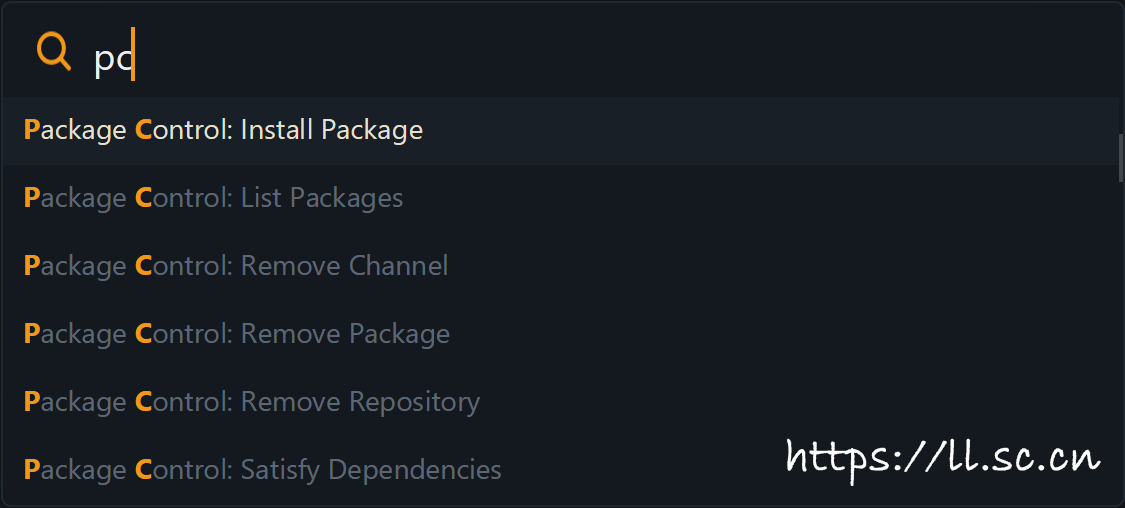 pc
Package Control: Install Package
Package Control: List Packages
Package Control: Remove Channel
Package Control: Remove Package
Package Control: Remove Repository
Package Control: Satisfy Dependencies
https://ll.sc.cn